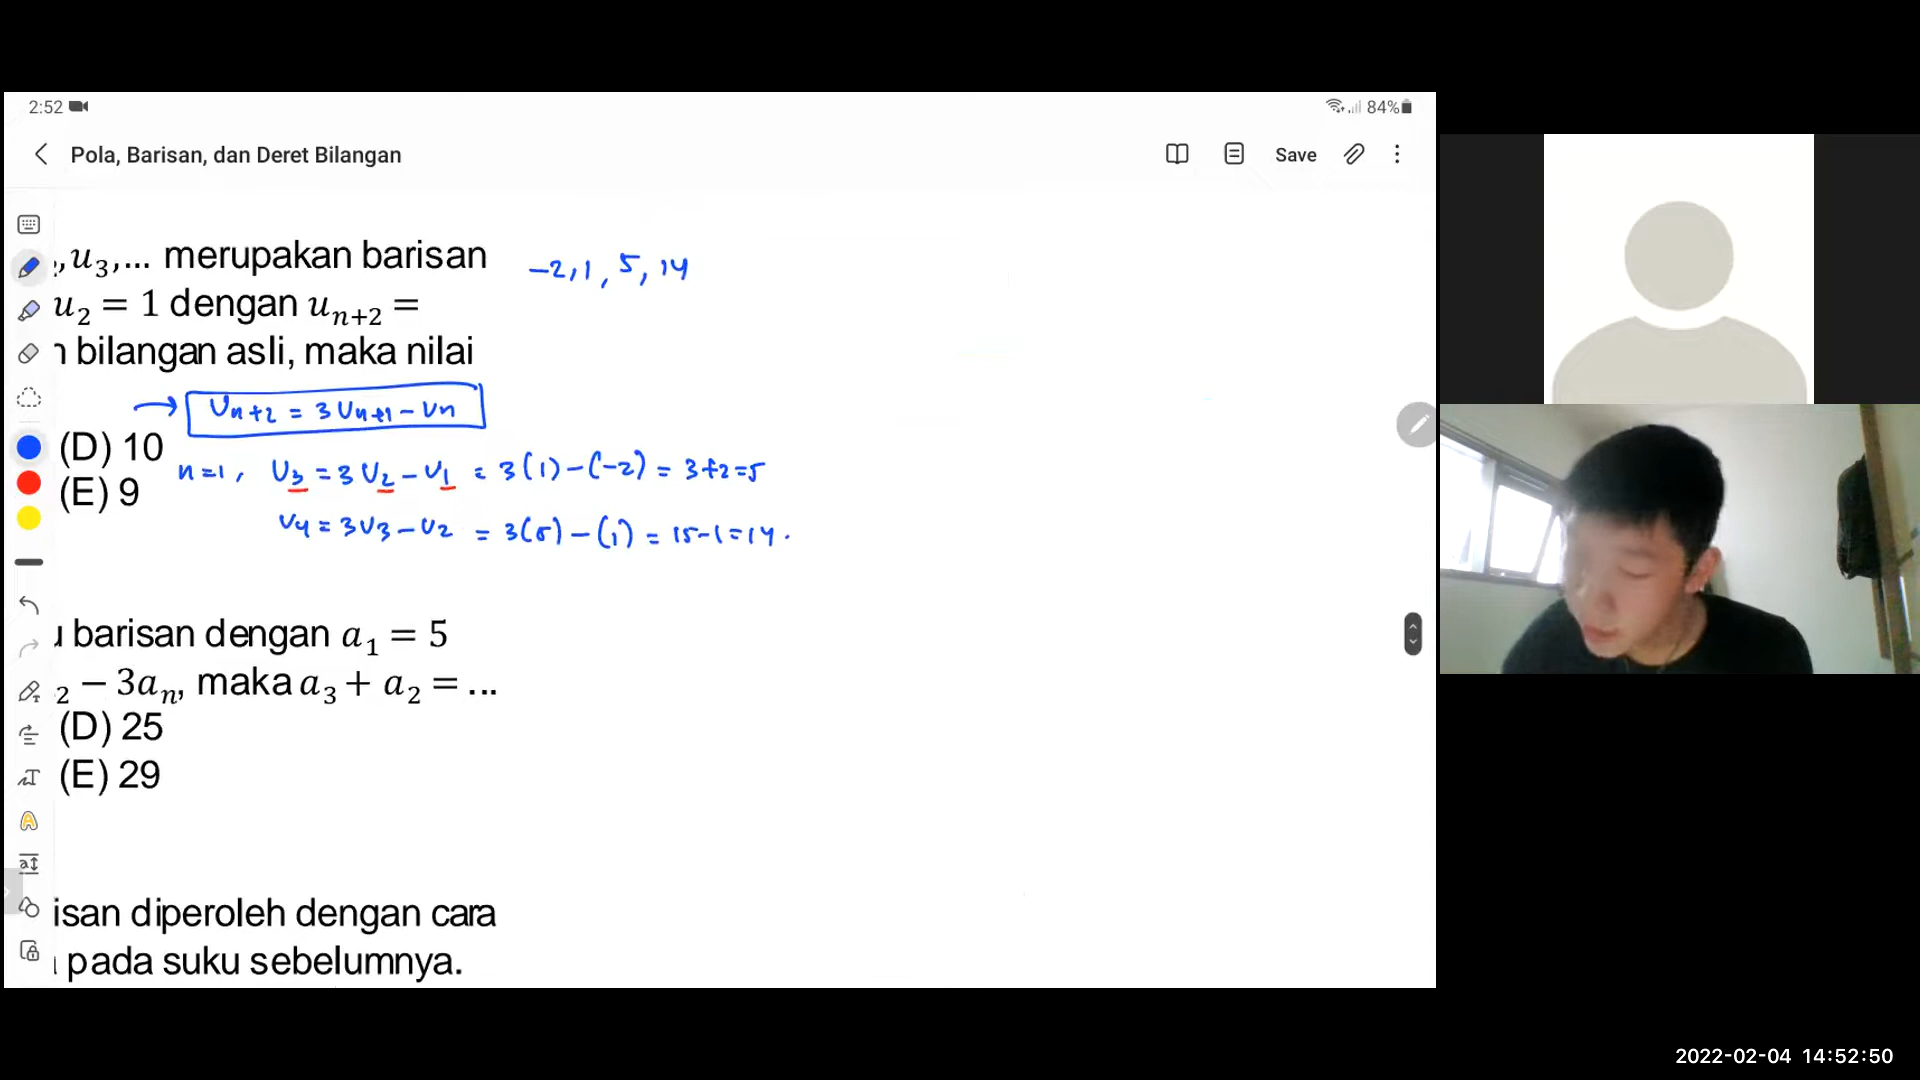 2:52
84%
Pola, Barisan, dan Deret Bilangan
Save
, u₃,... merupakan barisan
-2, 1, 5, 14
u₂ = 1 dengan uₙ₊₂ =
bilangan asli, maka nilai
→ Uₙ₊₂ = 3Uₙ₊₁ - Uₙ
(D) 10
n=1, U₃ = 3U₂ - U₁ = 3(1)-(-2) = 3+2=5
(E) 9
U₄ = 3U₃ - U₂ = 3(5)-(1) = 15-1=14.
barisan dengan a₁ = 5
₂ - 3aₙ, maka a₃ + a₂ = ...
(D) 25
(E) 29
isan diperoleh dengan cara
pada suku sebelumnya.
2022-02-04 14:52:50